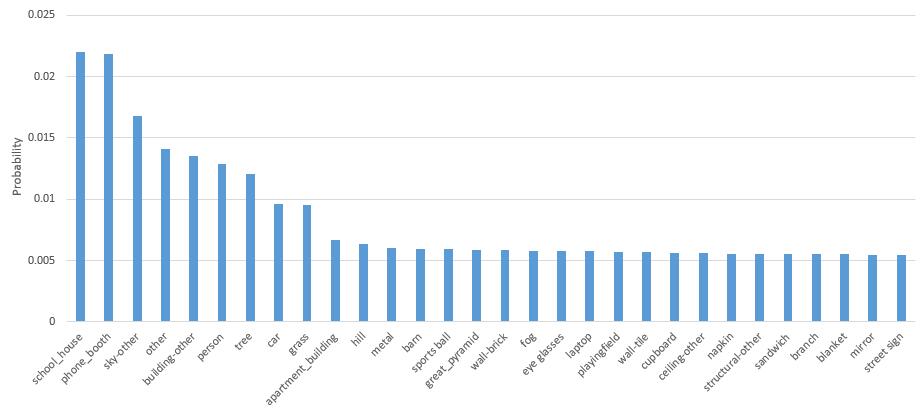 0.025
0.02
0.015
0.01
0.005
0
Probability
school_house
phone_booth
sky-other
other
building-other
person
tree
car
grass
apartment_building
hill
metal
barn
sports ball
great_pyramid
wall-brick
fog
eye glasses
laptop
playingfield
wall-tile
cupboard
ceiling-other
napkin
structural-other
sandwich
branch
blanket
mirror
street sign